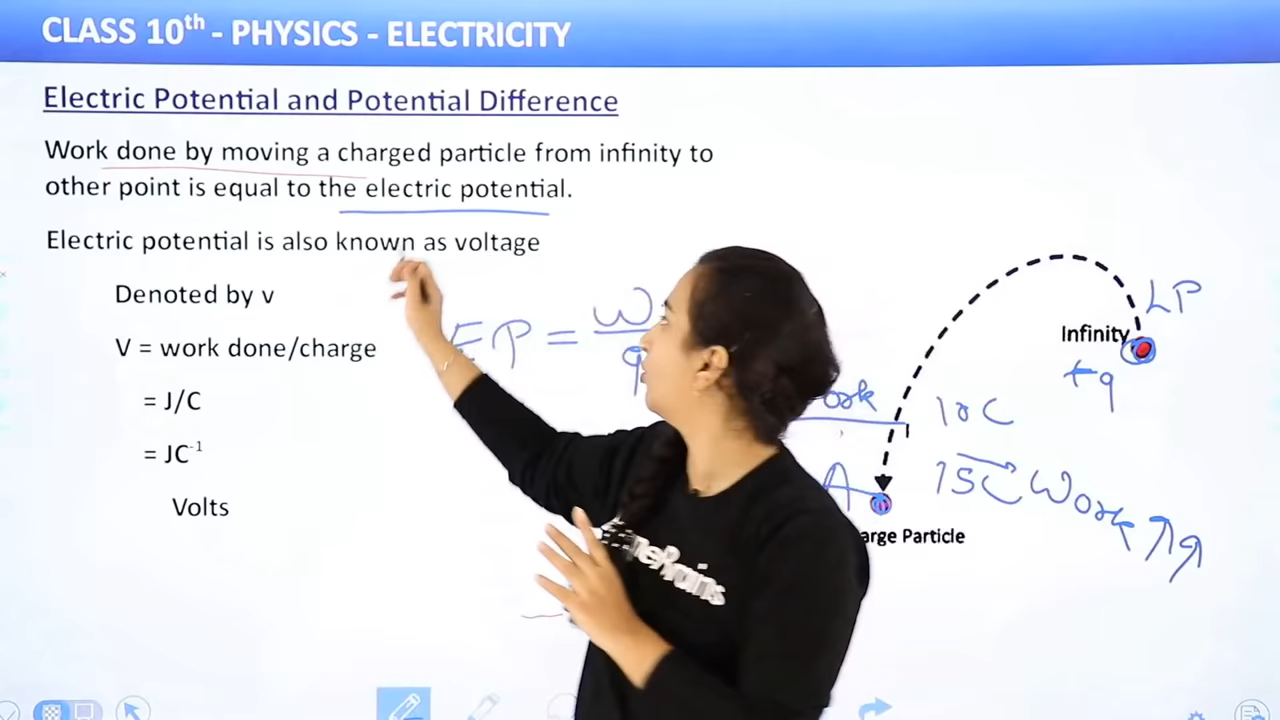 CLASS 10th - PHYSICS - ELECTRICITY
Electric Potential and Potential Difference
Work done by moving a charged particle from infinity to
other point is equal to the electric potential.
Electric potential is also known as voltage
Denoted by v
V = work done/charge
= J/C
= JC-1
Volts
EP = W
q
LP
Infinity
+q
10C
15C Work ↑↑
A
Particle